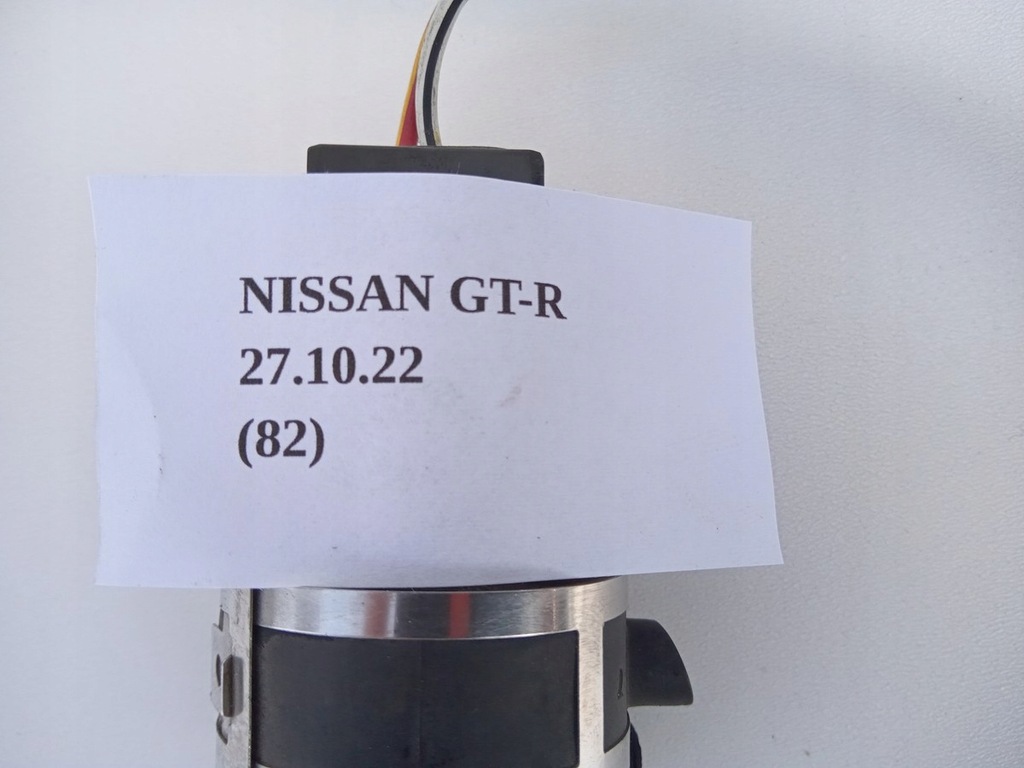 NISSAN GT-R
27.10.22
(82)